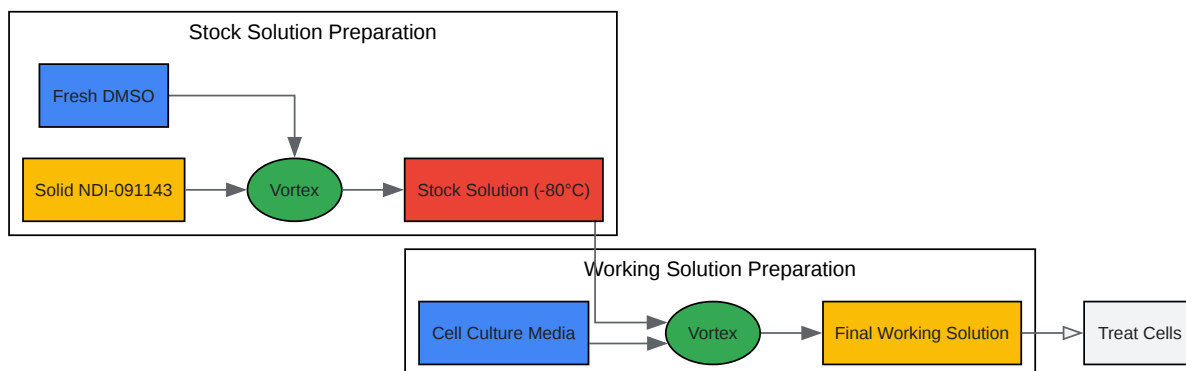 Stock Solution Preparation
Fresh DMSO
Solid NDI-091143
Vortex
Stock Solution (-80°C)
Working Solution Preparation
Cell Culture Media
Vortex
Final Working Solution
Treat Cells